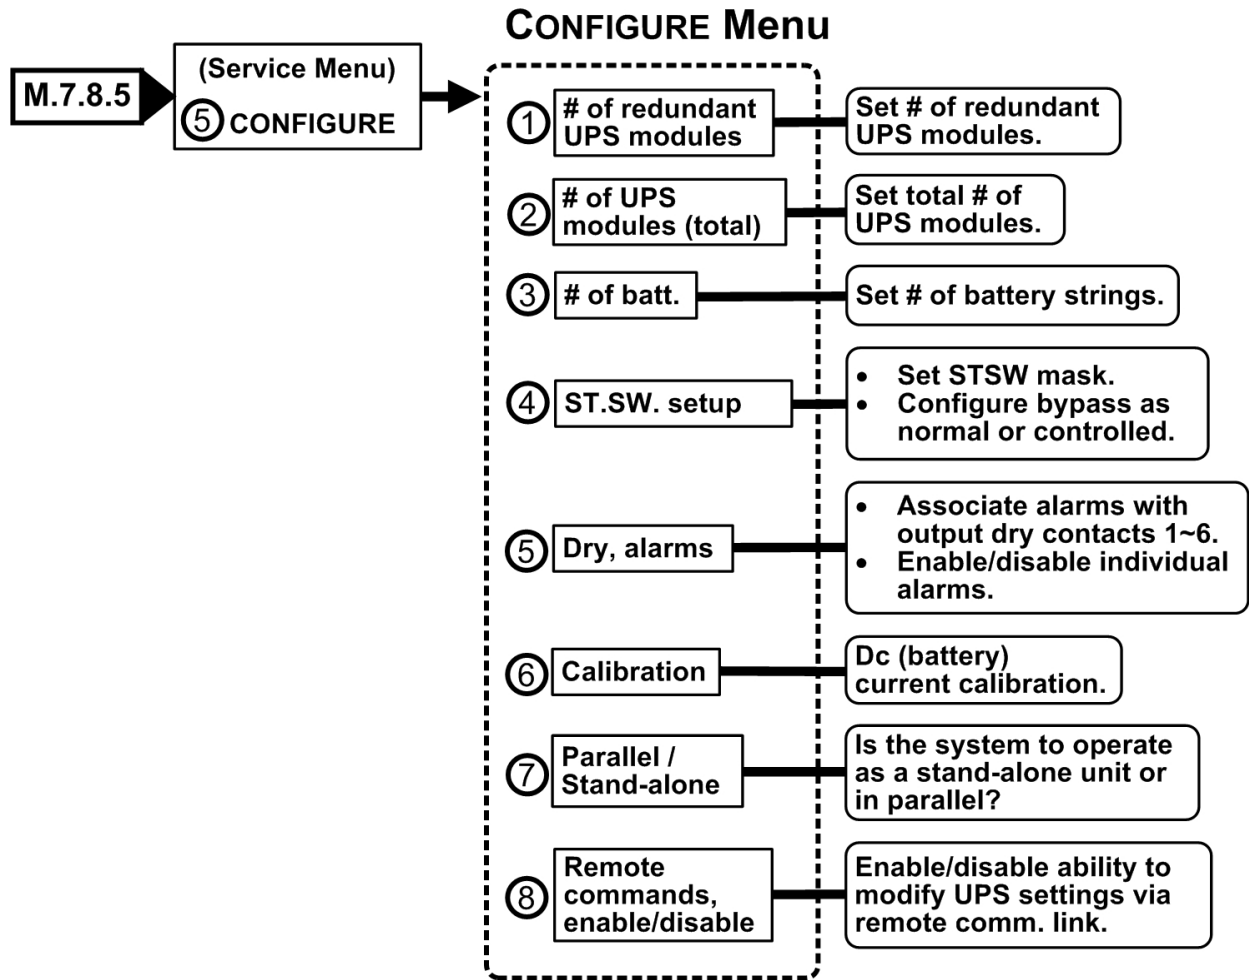 CONFIGURE Menu
M.7.8.5
(Service Menu)
5 CONFIGURE
1
# of redundant
UPS modules
Set # of redundant
UPS modules.
2
# of UPS
modules (total)
Set total # of
UPS modules.
3
# of batt.
Set # of battery strings.
4
ST.SW. setup
• Set STSW mask.
• Configure bypass as
normal or controlled.
5
Dry, alarms
• Associate alarms with
output dry contacts 1~6.
• Enable/disable individual
alarms.
6
Calibration
Dc (battery)
current calibration.
7
Parallel /
Stand-alone
Is the system to operate
as a stand-alone unit or
in parallel?
8
Remote
commands,
enable/disable
Enable/disable ability to
modify UPS settings via
remote comm. link.